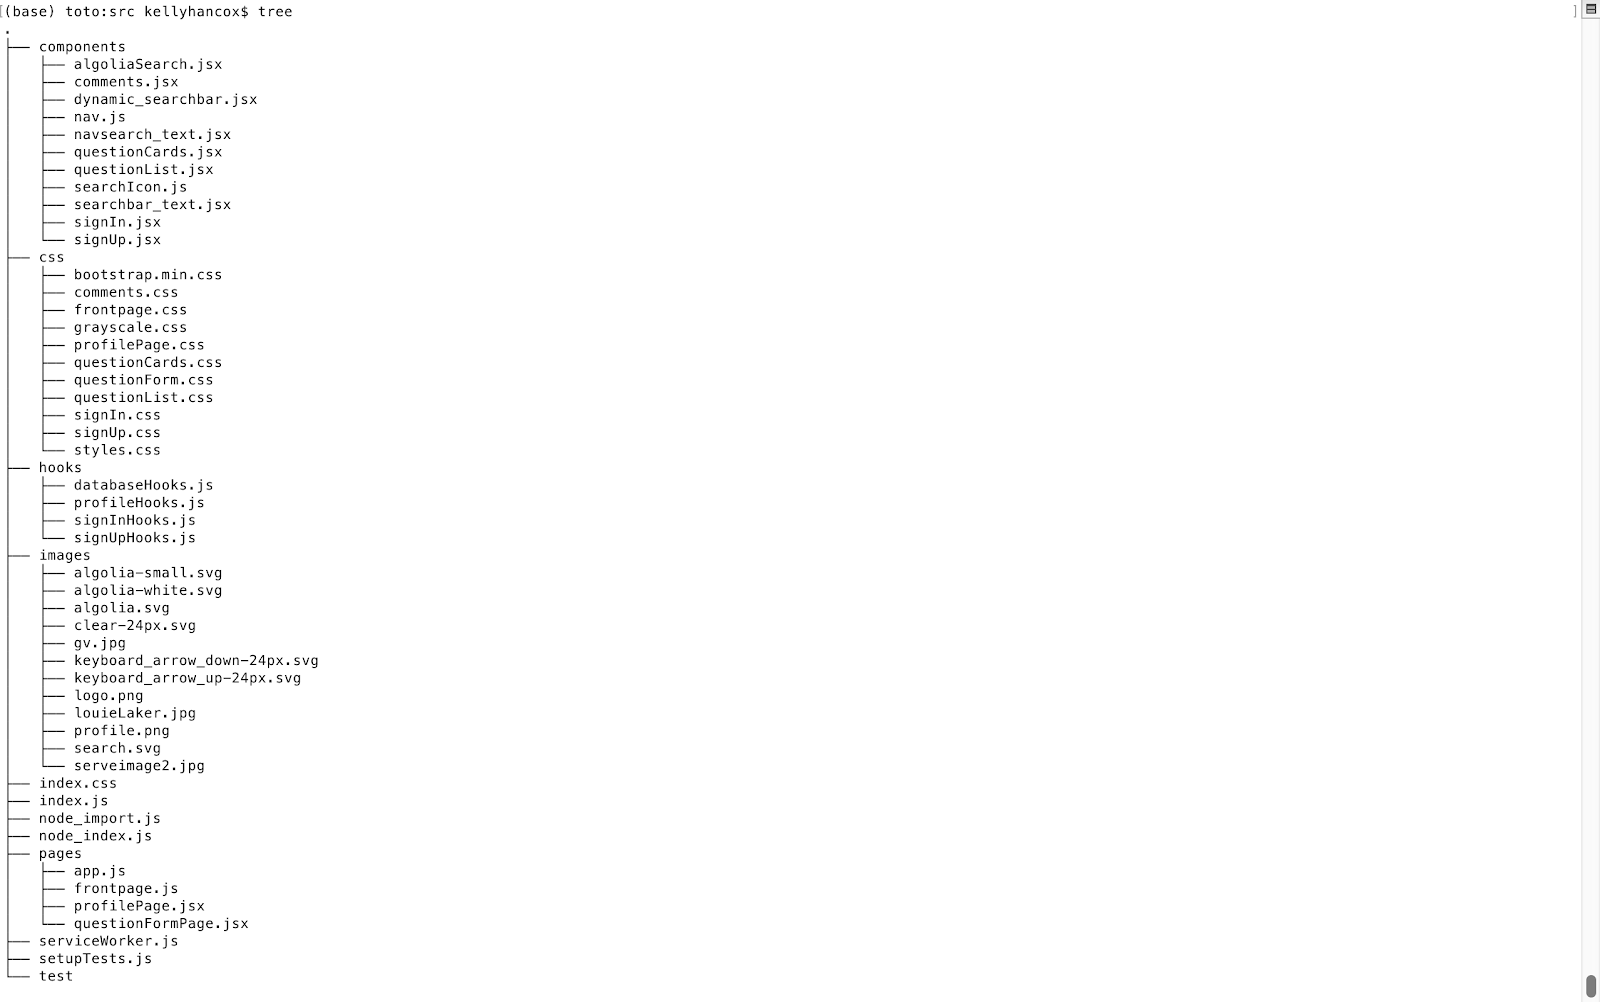 [(base) toto:src kellyhancox$ tree ]
.
├── components
│   ├── algoliaSearch.jsx
│   ├── comments.jsx
│   ├── dynamic_searchbar.jsx
│   ├── nav.js
│   ├── navsearch_text.jsx
│   ├── questionCards.jsx
│   ├── questionList.jsx
│   ├── searchIcon.js
│   ├── searchbar_text.jsx
│   ├── signIn.jsx
│   └── signUp.jsx
├── css
│   ├── bootstrap.min.css
│   ├── comments.css
│   ├── frontpage.css
│   ├── grayscale.css
│   ├── profilePage.css
│   ├── questionCards.css
│   ├── questionForm.css
│   ├── questionList.css
│   ├── signIn.css
│   ├── signUp.css
│   └── styles.css
├── hooks
│   ├── databaseHooks.js
│   ├── profileHooks.js
│   ├── signInHooks.js
│   └── signUpHooks.js
├── images
│   ├── algolia-small.svg
│   ├── algolia-white.svg
│   ├── algolia.svg
│   ├── clear-24px.svg
│   ├── gv.jpg
│   ├── keyboard_arrow_down-24px.svg
│   ├── keyboard_arrow_up-24px.svg
│   ├── logo.png
│   ├── louieLaker.jpg
│   ├── profile.png
│   ├── search.svg
│   └── serveimage2.jpg
├── index.css
├── index.js
├── node_import.js
├── node_index.js
├── pages
│   ├── app.js
│   ├── frontpage.js
│   ├── profilePage.jsx
│   └── questionFormPage.jsx
├── serviceWorker.js
├── setupTests.js
└── test